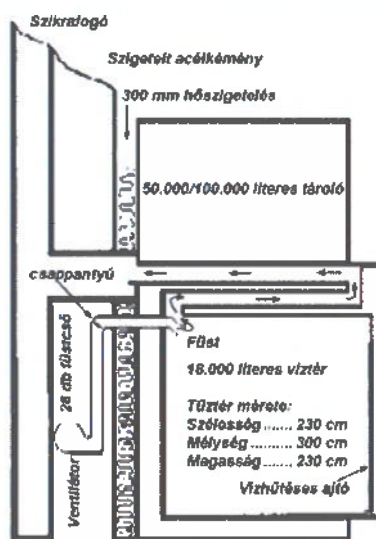 Szikrafogó
Szigetelt acélkémény
300 mm hőszigetelés
50.000/100.000 literes tároló
csappantyú
26 db füstcső
Ventilátor
Füst
18.000 literes víztér
Tűztér mérete:
Szélesség ....... 230 cm
Mélység .......... 300 cm
Magasság ....... 230 cm
Vízhűtéses ajtó